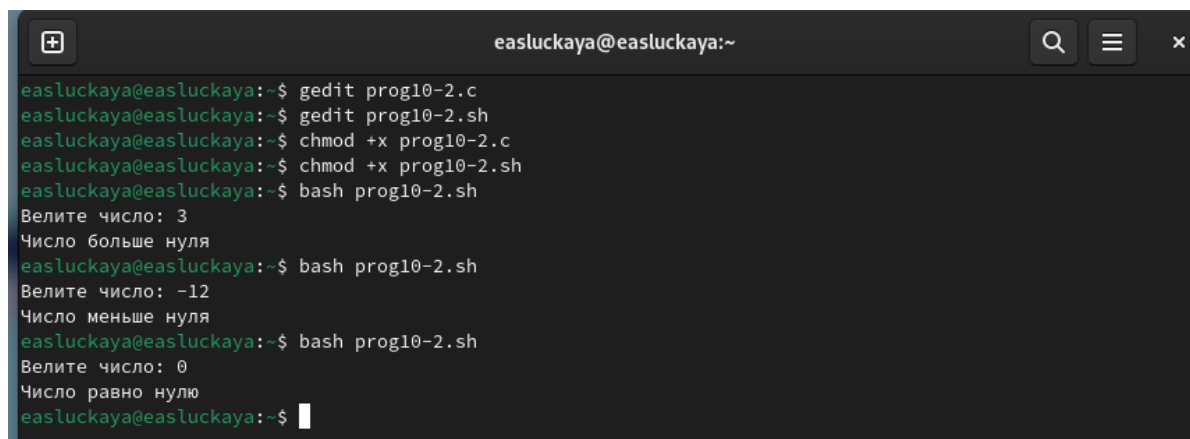 easluckaya@easluckaya:~
easluckaya@easluckaya:~$ gedit prog10-2.c
easluckaya@easluckaya:~$ gedit prog10-2.sh
easluckaya@easluckaya:~$ chmod +x prog10-2.c
easluckaya@easluckaya:~$ chmod +x prog10-2.sh
easluckaya@easluckaya:~$ bash prog10-2.sh
Велите число: 3
Число больше нуля
easluckaya@easluckaya:~$ bash prog10-2.sh
Велите число: -12
Число меньше нуля
easluckaya@easluckaya:~$ bash prog10-2.sh
Велите число: 0
Число равно нулю
easluckaya@easluckaya:~$